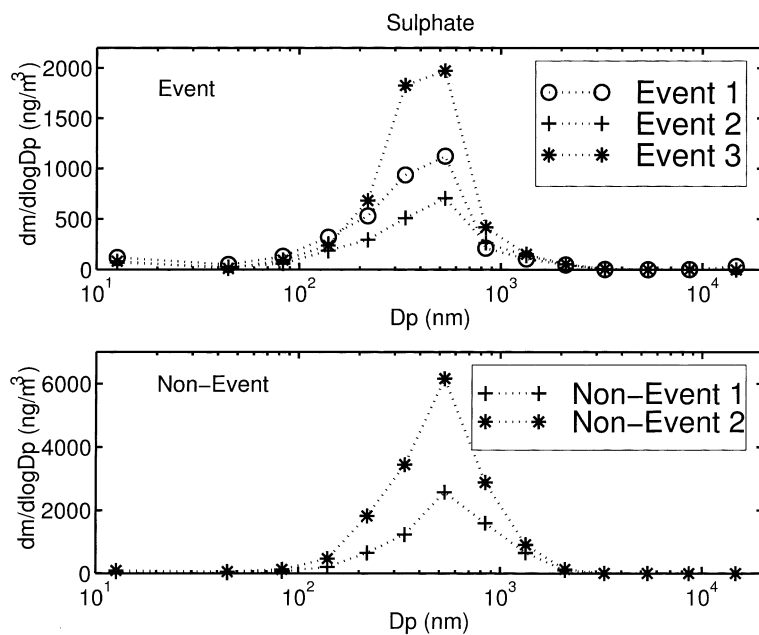 Sulphate
dm/dlogDp (ng/m³)
2000
1500
1000
500
0
Event
Event 1
Event 2
Event 3
10¹ 10² 10³ 10⁴
Dp (nm)
dm/dlogDp (ng/m³)
6000
4000
2000
0
Non−Event
Non−Event 1
Non−Event 2
10¹ 10² 10³ 10⁴
Dp (nm)